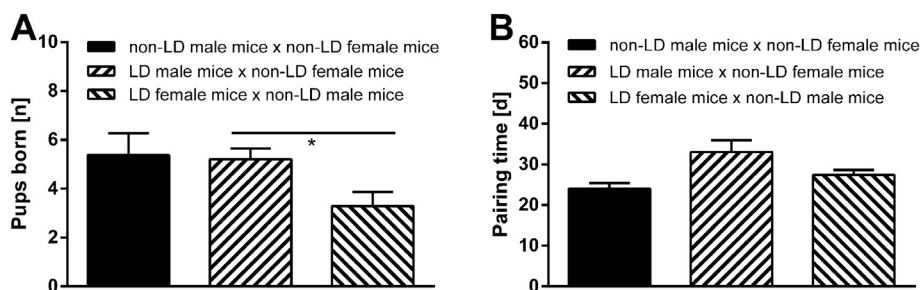 A
Pups born [n]
10
8
6
4
2
0
non-LD male mice x non-LD female mice
LD male mice x non-LD female mice
LD female mice x non-LD male mice
*
B
Pairing time [d]
60
50
40
30
20
10
0
non-LD male mice x non-LD female mice
LD male mice x non-LD female mice
LD female mice x non-LD male mice